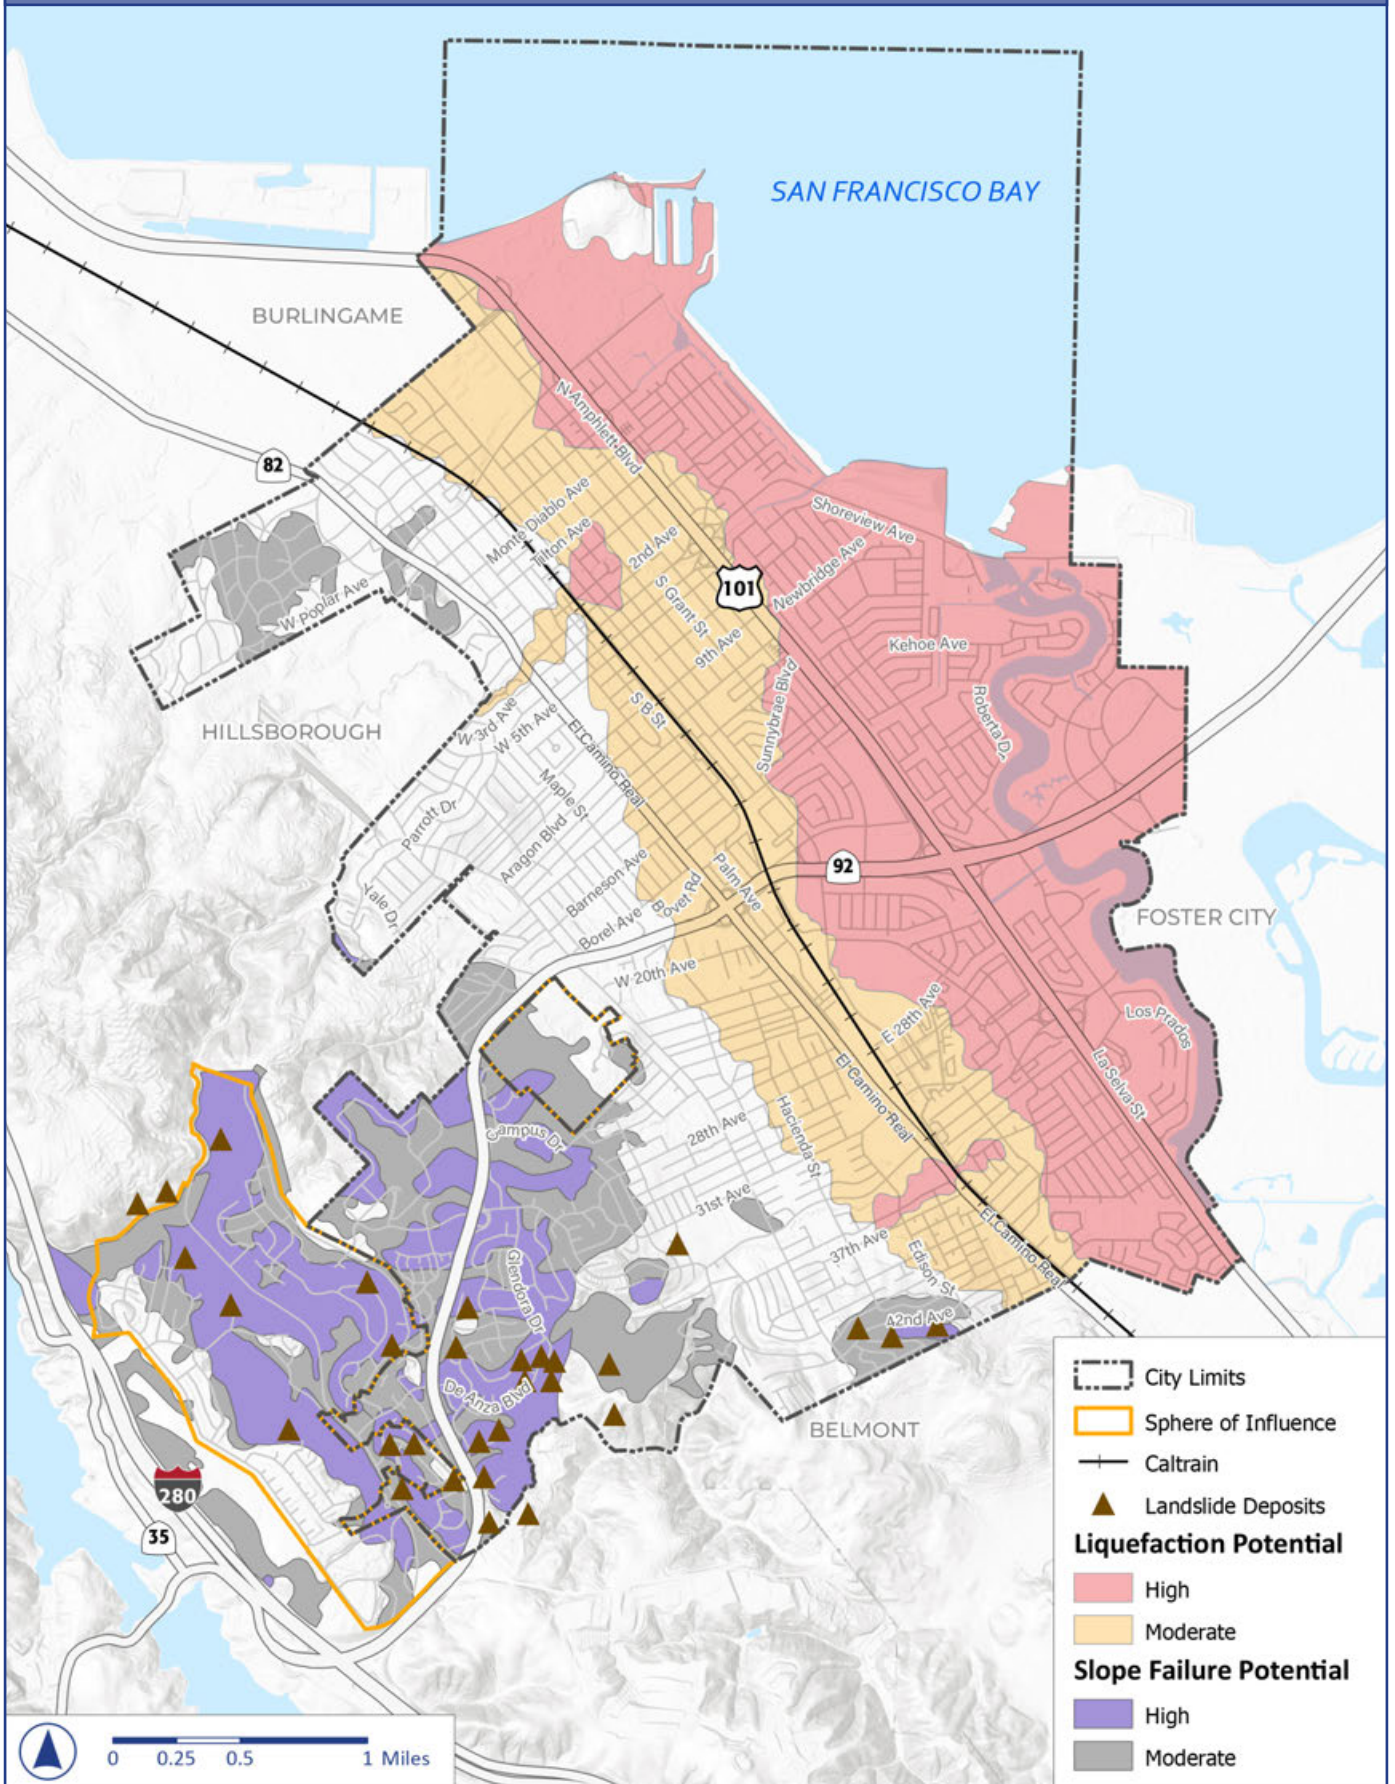 SAN FRANCISCO BAY
BURLINGAME
82
N Amphlett Blvd
Monte Diablo Ave
Tilton Ave
2nd Ave
Shoreview Ave
Newbridge Ave
101
S Grant St
9th Ave
W Poplar Ave
Kehoe Ave
HILLSBOROUGH
W 3rd Ave
W 5th Ave
S B St
Sunnybrae Blvd
Roberta Dr
El Camino Real
Maple St
Parrott Dr
Aragon Blvd
Barneson Ave
Palm Ave
92
Yale Dr
Bovet Rd
Borel Ave
FOSTER CITY
W 20th Ave
E 28th Ave
Los Prados
La Selva St
El Camino Real
Campus Dr
28th Ave
Hacienda St
31st Ave
37th Ave
El Camino Real
Edison St
Glendora Dr
42nd Ave
De Anza Blvd
BELMONT
280
35
City Limits
Sphere of Influence
Caltrain
Landslide Deposits
Liquefaction Potential
High
Moderate
Slope Failure Potential
High
Moderate
0 0.25 0.5 1 Miles